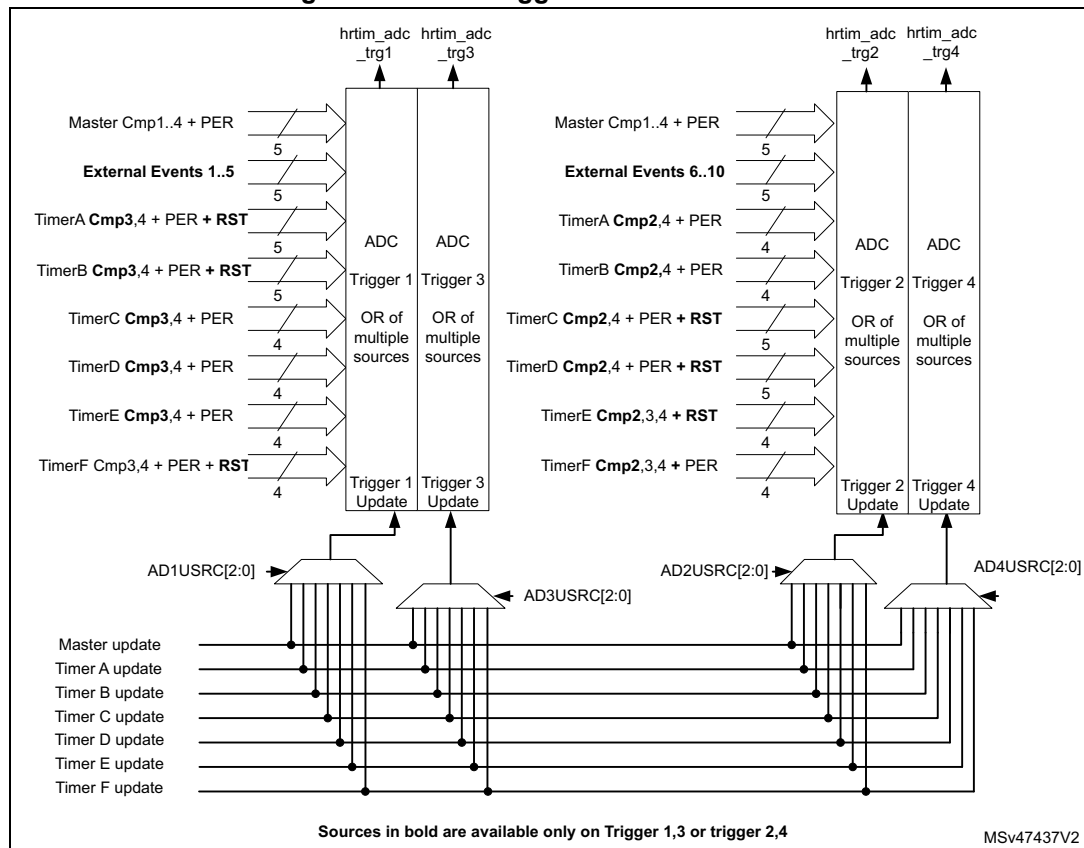 hrtim_adc
_trg1
hrtim_adc
_trg3
hrtim_adc
_trg2
hrtim_adc
_trg4
Master Cmp1..4 + PER
5
External Events 1..5
5
TimerA Cmp3,4 + PER + RST
5
TimerB Cmp3,4 + PER + RST
5
TimerC Cmp3,4 + PER
4
TimerD Cmp3,4 + PER
4
TimerE Cmp3,4 + PER
4
TimerF Cmp3,4 + PER + RST
4
ADC
Trigger 1
OR of
multiple
sources
Trigger 1
Update
ADC
Trigger 3
OR of
multiple
sources
Trigger 3
Update
Master Cmp1..4 + PER
5
External Events 6..10
5
TimerA Cmp2,4 + PER
4
TimerB Cmp2,4 + PER
4
TimerC Cmp2,4 + PER + RST
5
TimerD Cmp2,4 + PER + RST
5
TimerE Cmp2,3,4 + RST
4
TimerF Cmp2,3,4 + PER
4
ADC
Trigger 2
OR of
multiple
sources
Trigger 2
Update
ADC
Trigger 4
OR of
multiple
sources
Trigger 4
Update
AD1USRC[2:0]
AD3USRC[2:0]
AD2USRC[2:0]
AD4USRC[2:0]
Master update
Timer A update
Timer B update
Timer C update
Timer D update
Timer E update
Timer F update
Sources in bold are available only on Trigger 1,3 or trigger 2,4
MSv47437V2